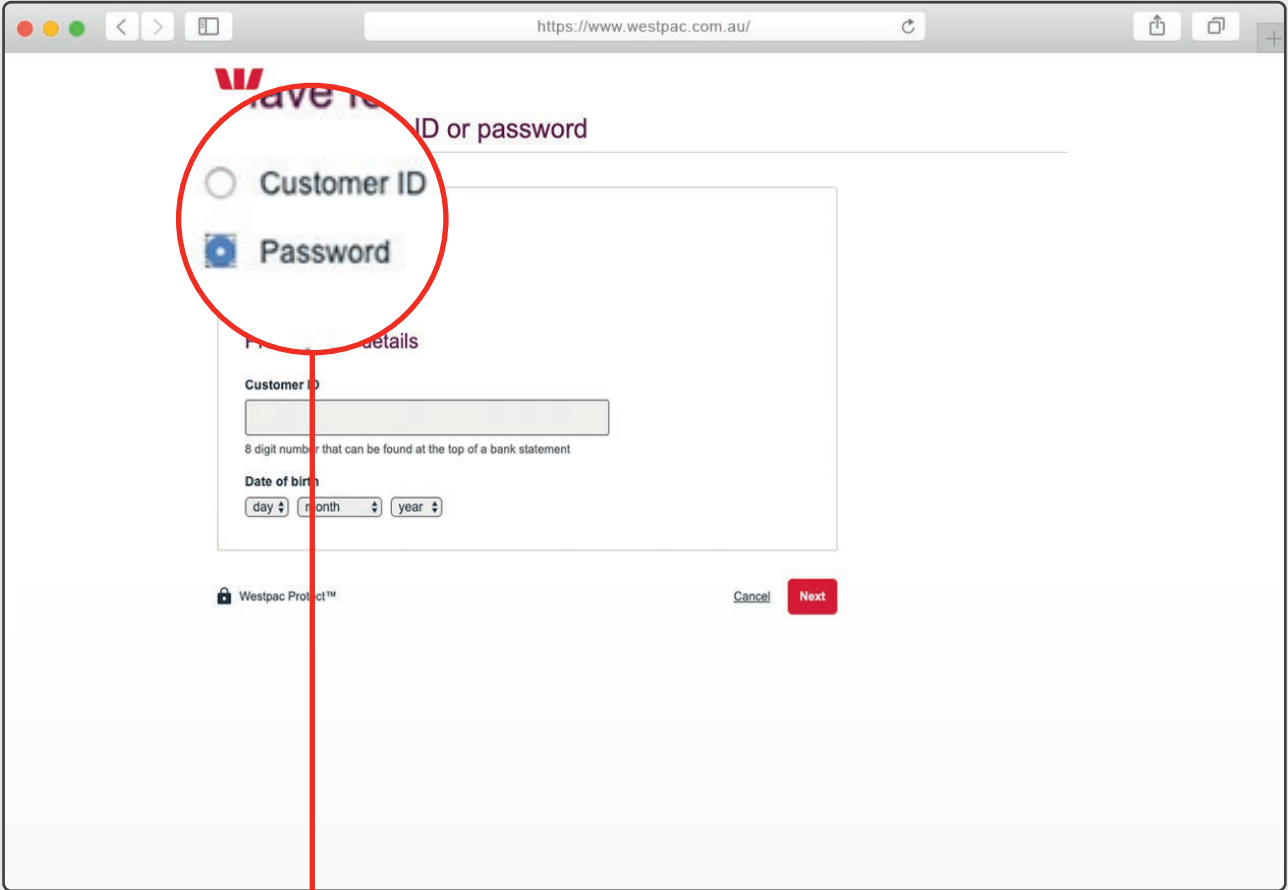 https://www.westpac.com.au/
ID or password
Customer ID
Password
details
Customer ID
8 digit number that can be found at the top of a bank statement
Date of birth
day month year
Westpac Protect™
Cancel Next